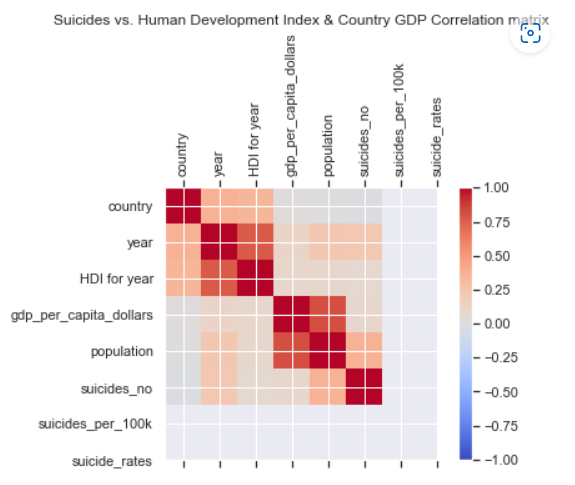 Suicides vs. Human Development Index & Country GDP Correlation matrix
country
year
HDI for year
gdp_per_capita_dollars
population
suicides_no
suicides_per_100k
suicide_rates
country
year
HDI for year
gdp_per_capita_dollars
population
suicides_no
suicides_per_100k
suicide_rates
1.00
0.75
0.50
0.25
0.00
−0.25
−0.50
−0.75
−1.00